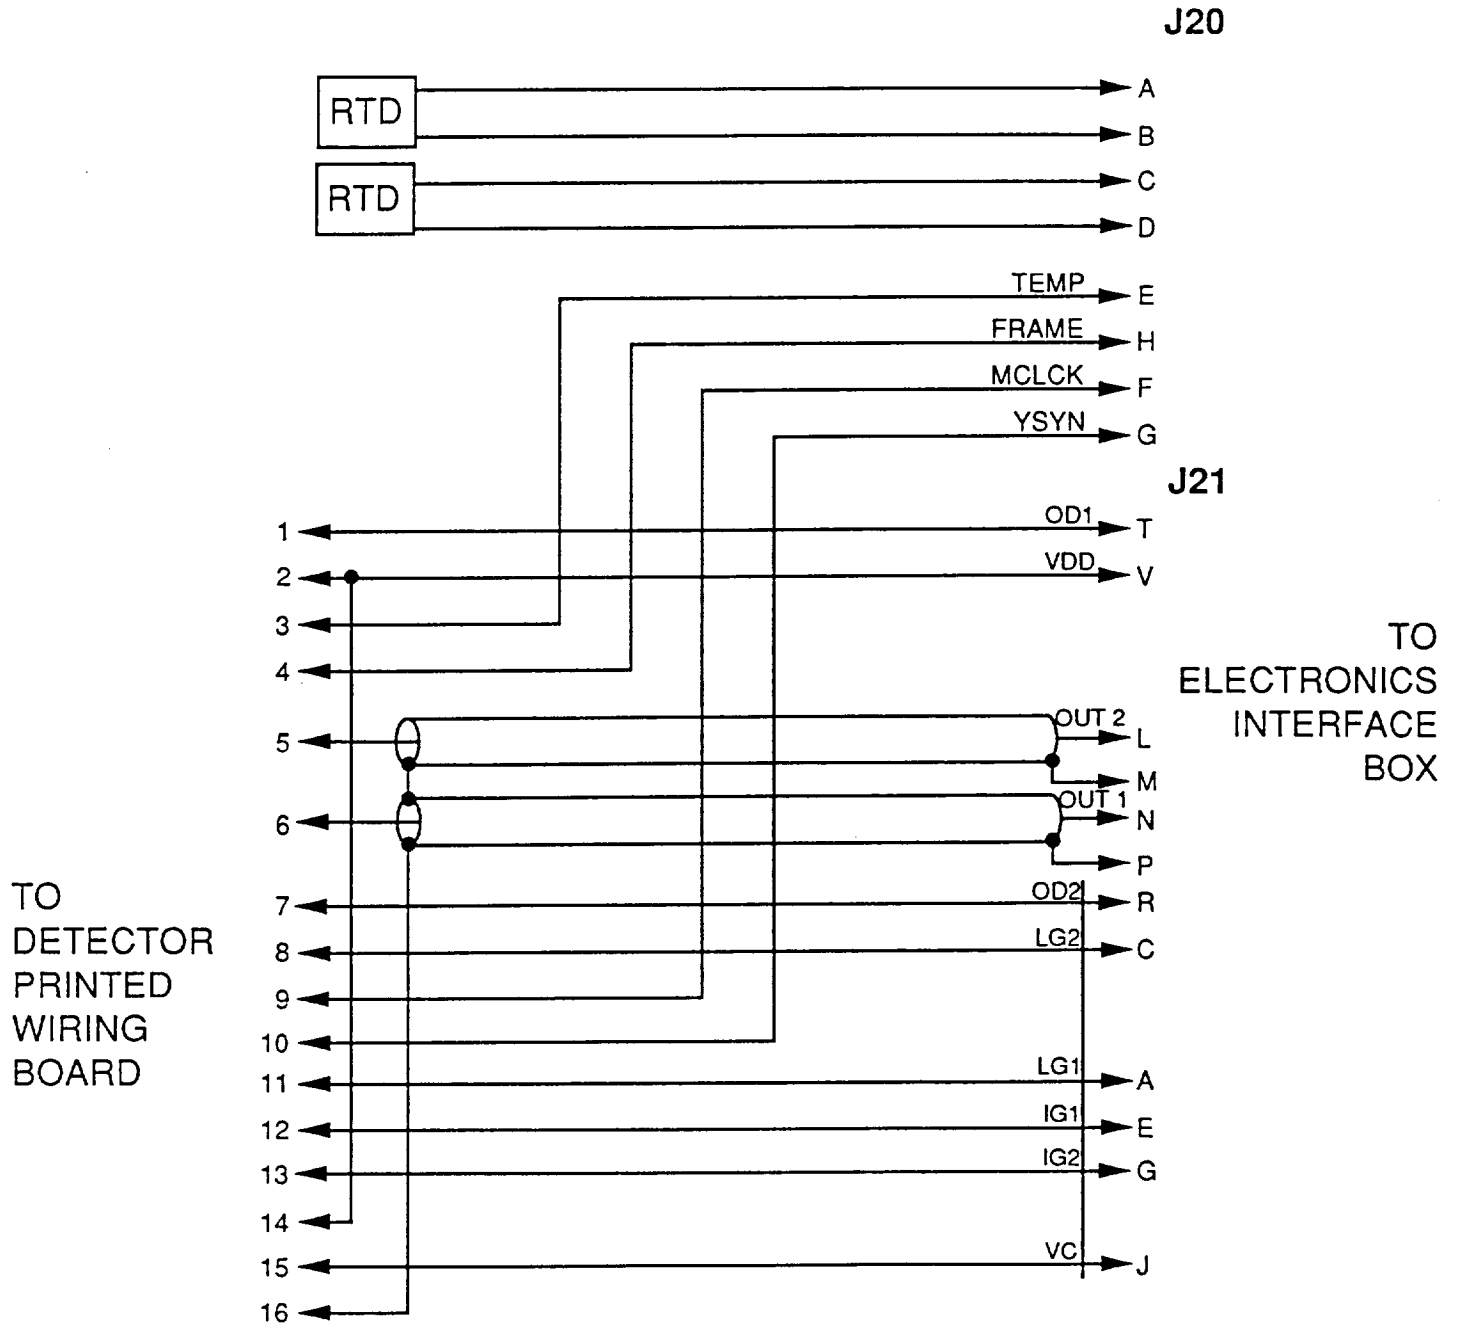 J20
RTD
A
B
RTD
C
D
TEMP E
FRAME H
MCLCK F
YSYN G
J21
1 OD1 T
2 VDD V
3
4
5 OUT 2 L
M
6 OUT 1 N
P
7 OD2 R
8 LG2 C
9
10
11 LG1 A
12 IG1 E
13 IG2 G
14
15 VC J
16
TO
ELECTRONICS
INTERFACE
BOX
TO
DETECTOR
PRINTED
WIRING
BOARD